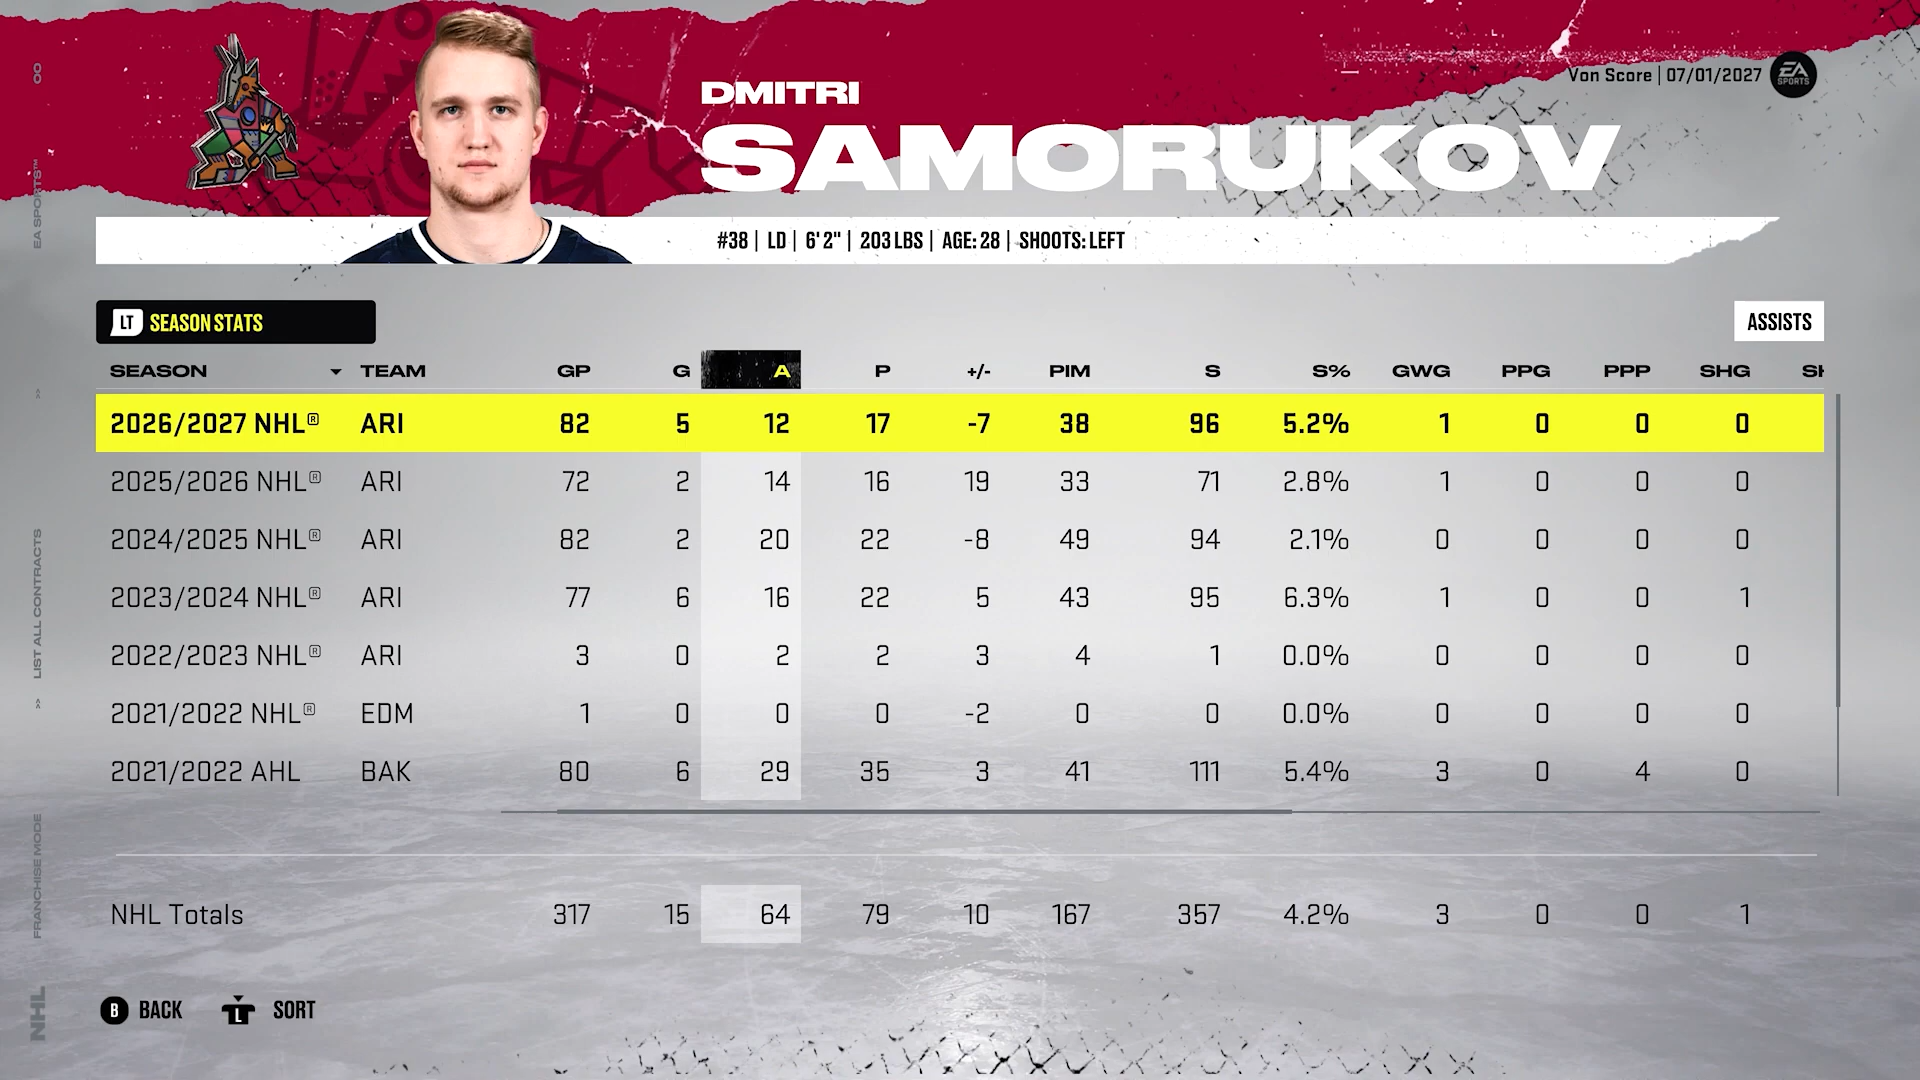 Von Score | 07/01/2027
EA SPORTS
DMITRI
SAMORUKOV
#38 | LD | 6' 2" | 203 LBS | AGE: 28 | SHOOTS: LEFT
LT SEASON STATS
ASSISTS
SEASON TEAM GP G A P +/- PIM S S% GWG PPG PPP SHG
2026/2027 NHL® ARI 82 5 12 17 -7 38 96 5.2% 1 0 0 0
2025/2026 NHL® ARI 72 2 14 16 19 33 71 2.8% 1 0 0 0
2024/2025 NHL® ARI 82 2 20 22 -8 49 94 2.1% 0 0 0 0
2023/2024 NHL® ARI 77 6 16 22 5 43 95 6.3% 1 0 0 1
2022/2023 NHL® ARI 3 0 2 2 3 4 1 0.0% 0 0 0 0
2021/2022 NHL® EDM 1 0 0 0 -2 0 0 0.0% 0 0 0 0
2021/2022 AHL BAK 80 6 29 35 3 41 111 5.4% 3 0 4 0
NHL Totals 317 15 64 79 10 167 357 4.2% 3 0 0 1
B BACK L SORT
NHL FRANCHISE MODE >> LIST ALL CONTRACTS >> EA SPORTS™